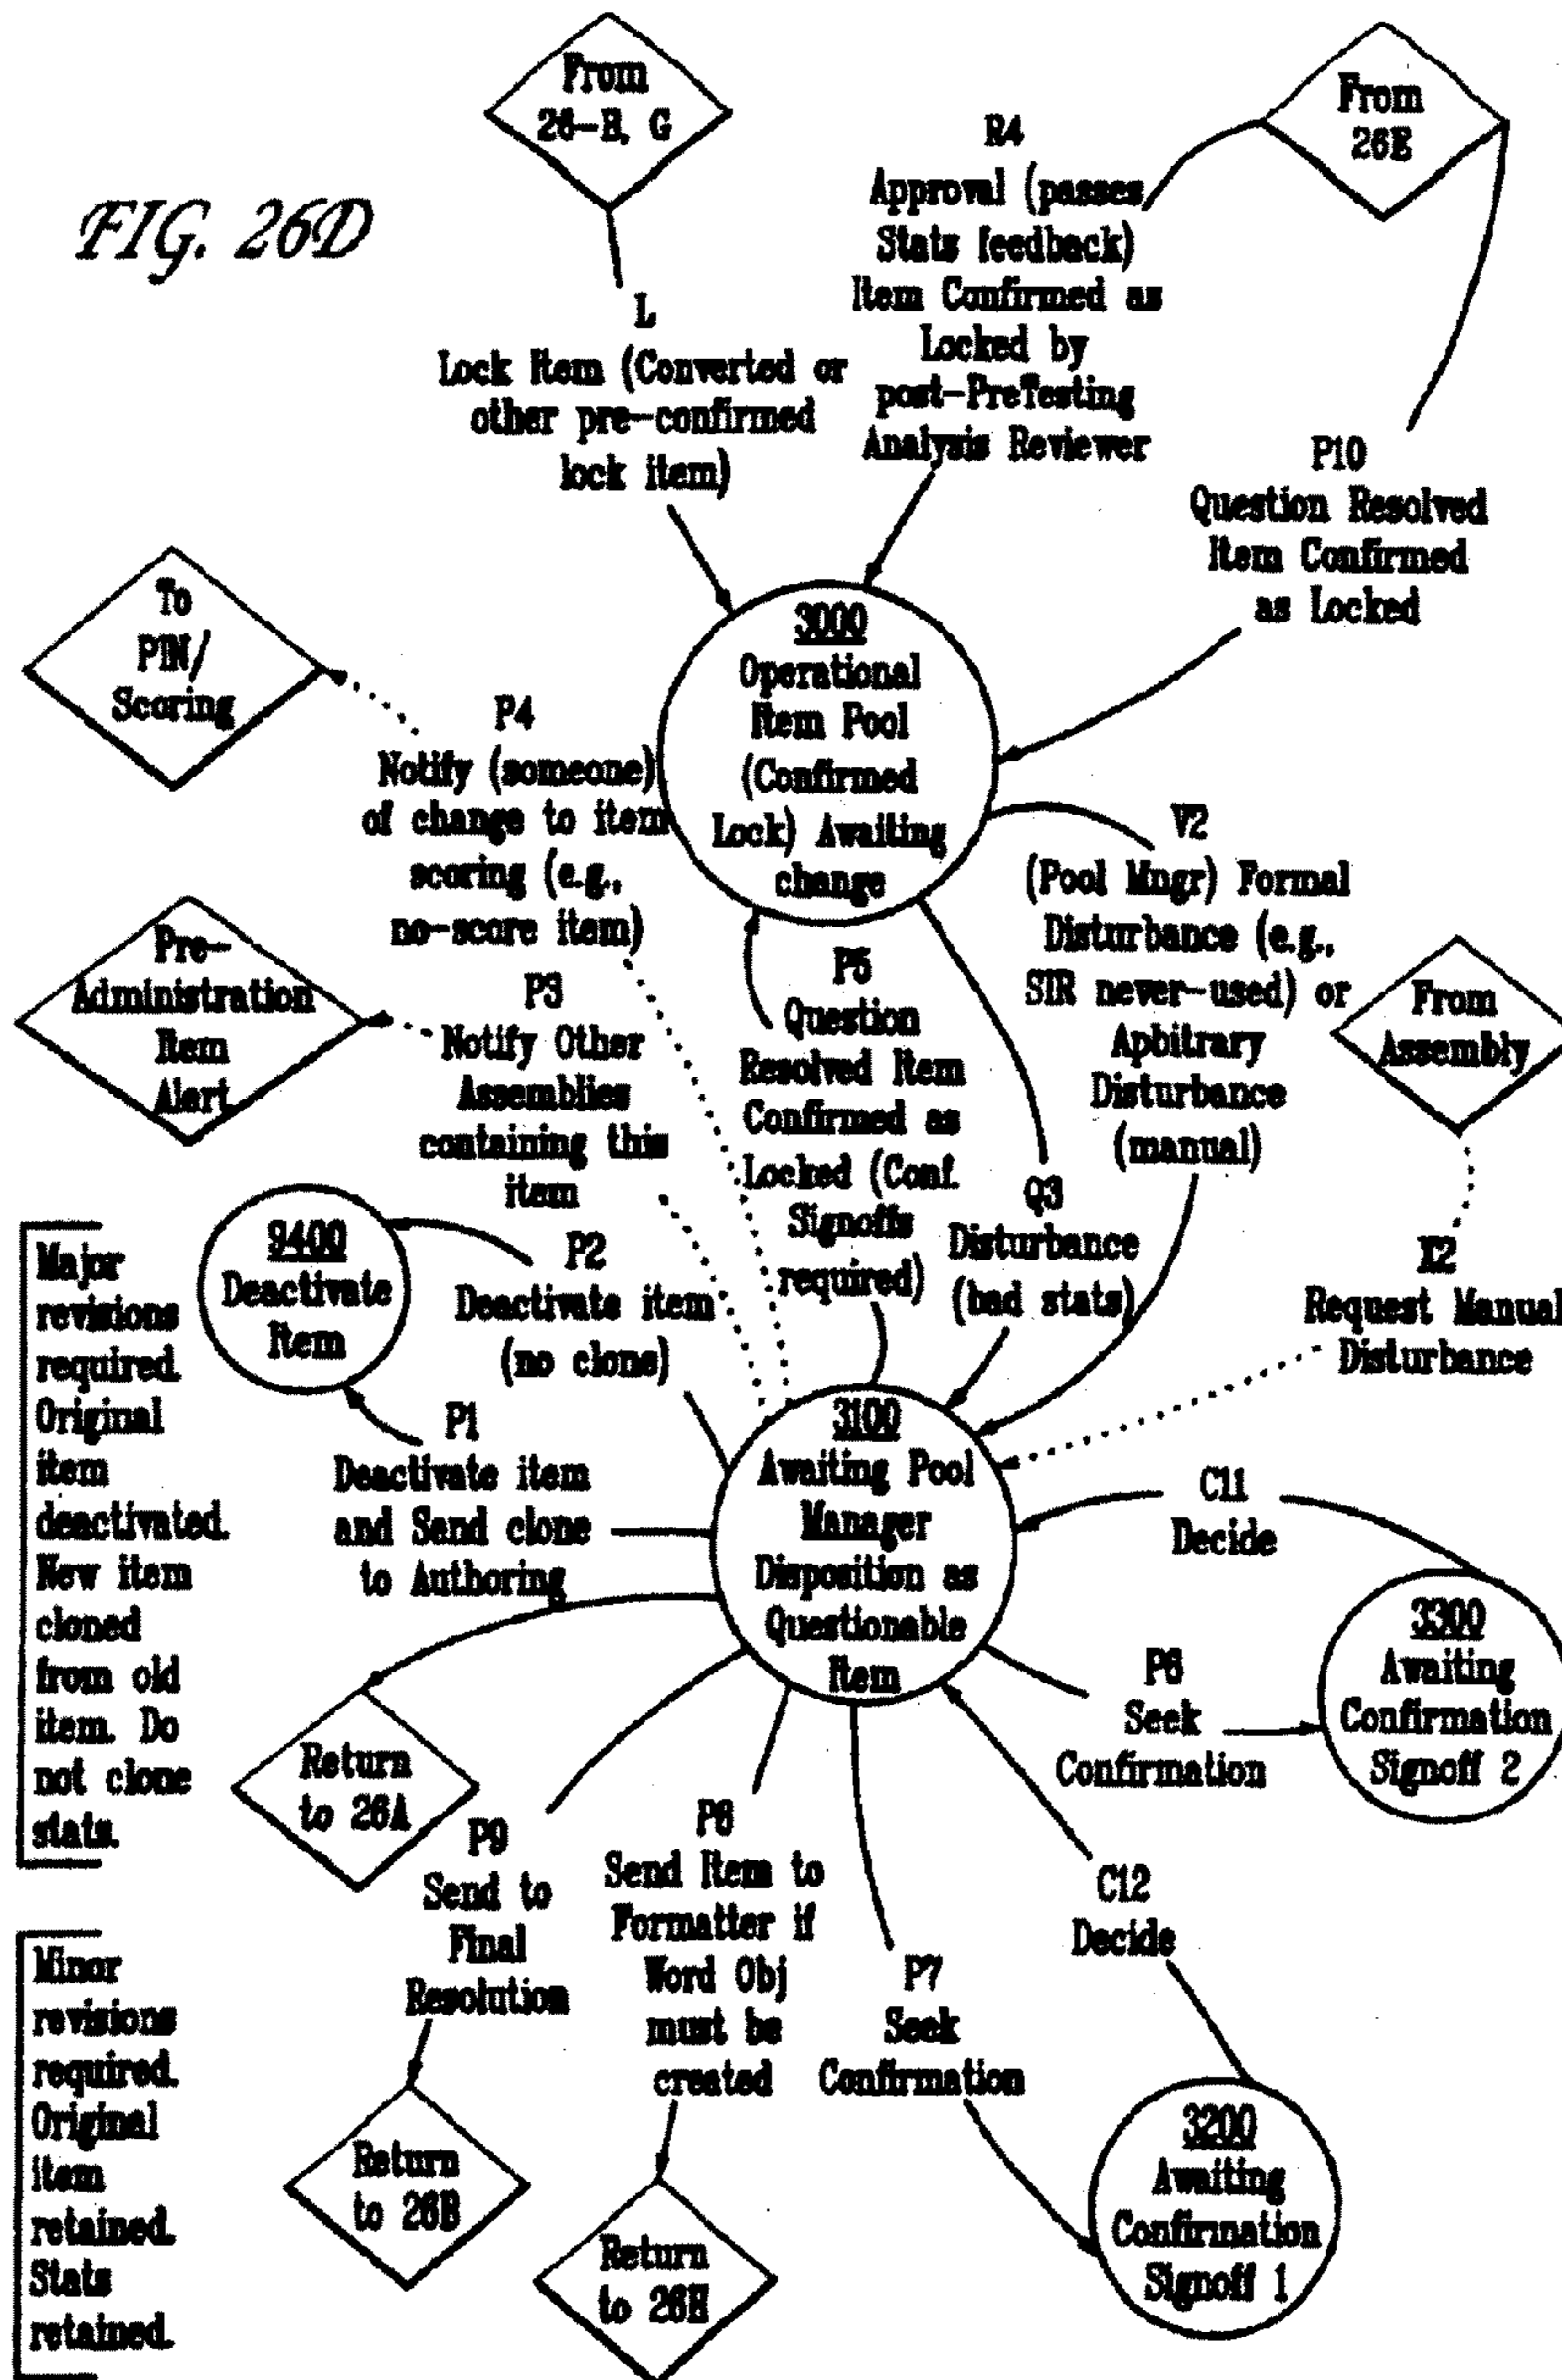 FIG. 26D
From
26-B, G
From
26E
R4
Approval (passes
Stats feedback)
Item Confirmed as
Locked by
post-PreTesting
Analysis Reviewer
L
Lock Item (Converted or
other pre-confirmed
lock item)
P10
Question Resolved
Item Confirmed
as Locked
To
PIN/
Scoring
3000
Operational
Item Pool
(Confirmed
Lock) Awaiting
change
P4
Notify (someone)
of change to item
scoring (e.g.,
no-score item)
V2
(Pool Mngr) Formal
Disturbance (e.g.,
SIR never-used) or
Apbitrary
Disturbance
(manual)
Pre-
Administration
Item
Alert
P3
Notify Other
Assemblies
containing this
item
P5
Question
Resolved Item
Confirmed as
Locked (Conf.
Signoffs
required)
From
Assembly
Q3
Disturbance
(bad stats)
9400
Deactivate
Item
P2
Deactivate item
(no clone)
X2
Request Manual
Disturbance
Major
revisions
required.
Original
item
deactivated.
New item
cloned
from old
item. Do
not clone
stats.
P1
Deactivate item
and Send clone
to Authoring
3100
Awaiting Pool
Manager
Disposition as
Questionable
Item
C11
Decide
3300
Awaiting
Confirmation
Signoff 2
P6
Seek
Confirmation
Return
to 26A
P9
Send to
Final
Resolution
P8
Send Item to
Formatter if
Word Obj
must be
created
P7
Seek
Confirmation
C12
Decide
Minor
revisions
required.
Original
item
retained.
Stats
retained.
Return
to 26B
Return
to 26H
3200
Awaiting
Confirmation
Signoff 1